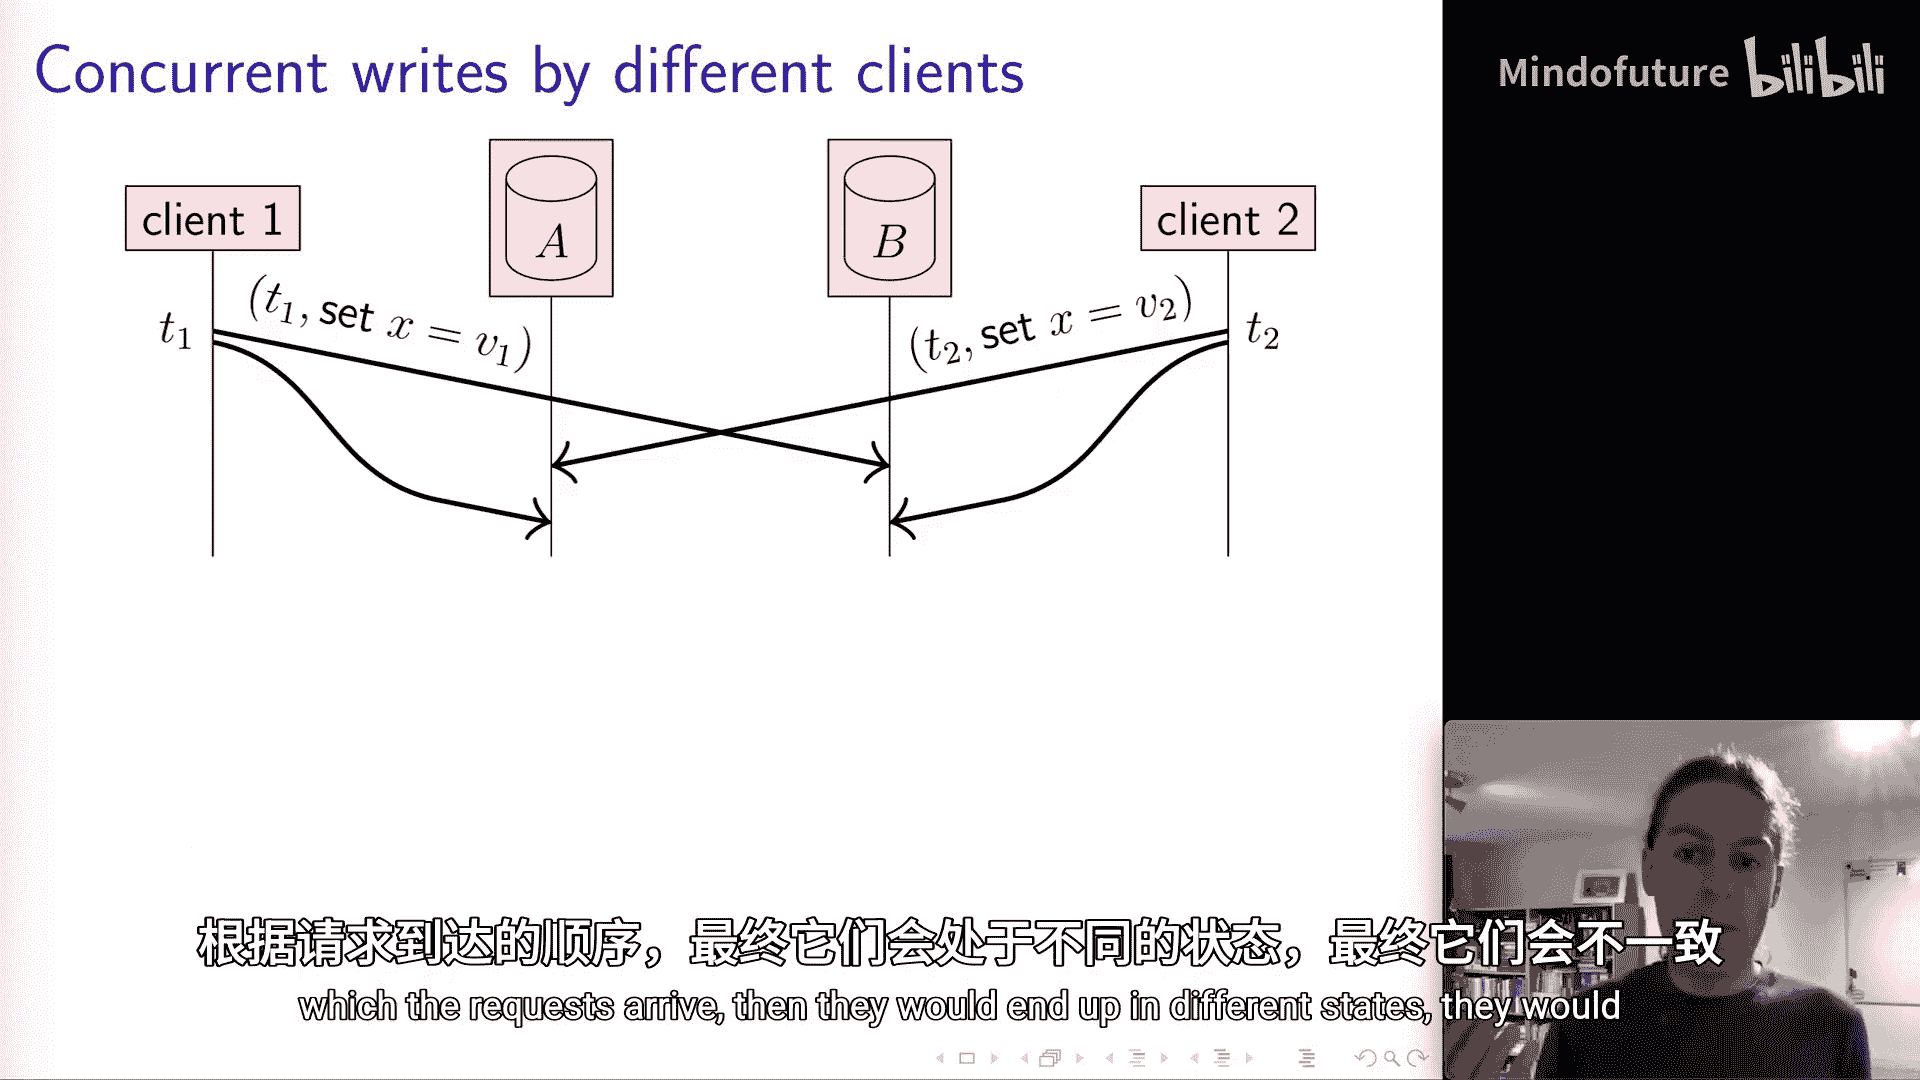 Concurrent writes by different clients
Mindofuture bilibili
client 1
A
B
client 2
(t₁, set x = v₁)
(t₂, set x = v₂)
t₁
t₂
根据请求到达的顺序，最终它们会处于不同的状态，最终它们会不一致
which the requests arrive, then they would end up in different states, they would